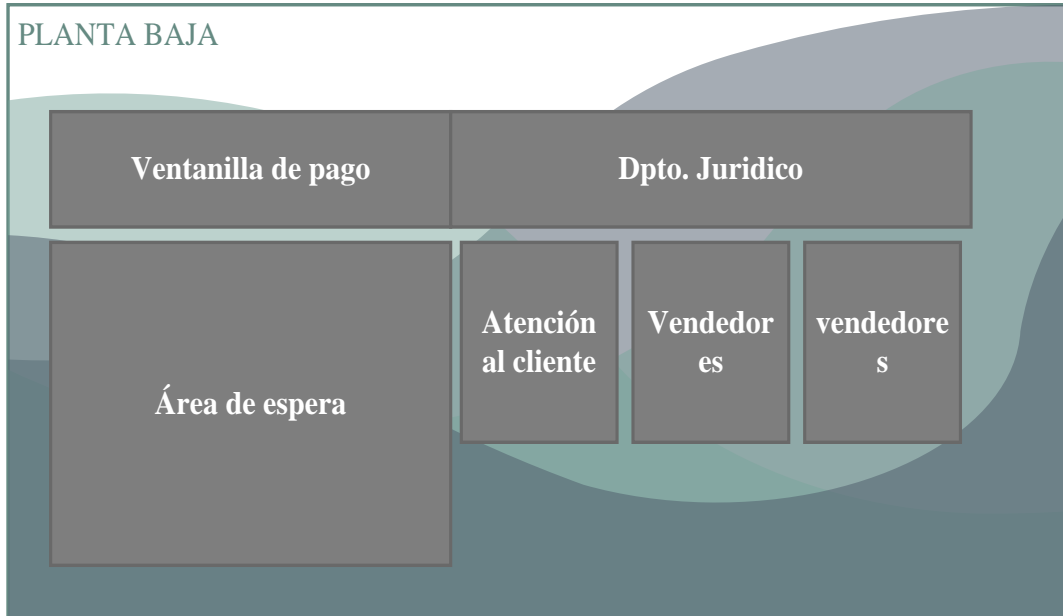 PLANTA BAJA
Ventanilla de pago
Dpto. Juridico
Atención
al cliente
Vendedor
es
vendedore
s
Área de espera